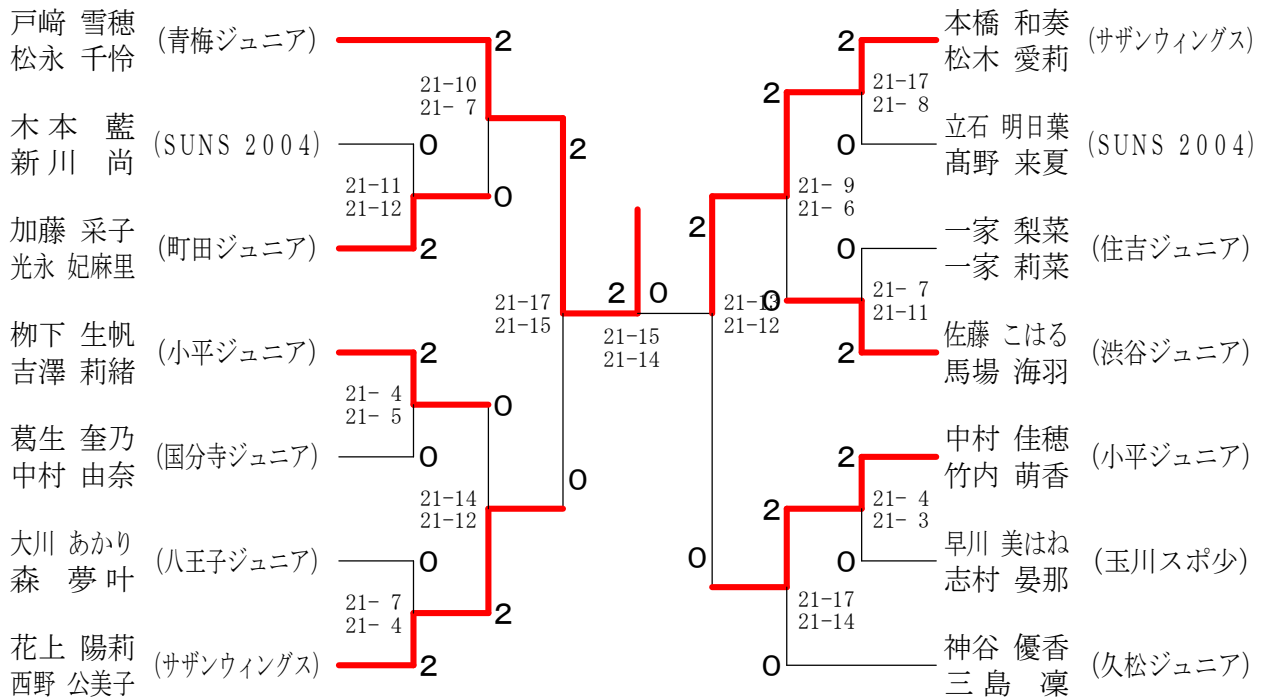 戸﨑 雪穂
松永 千怜
(青梅ジュニア)
2
21-10
21- 7
木 本 藍
新 川 尚
(SUNS 2004)
0
0
21-11
21-12
加藤 采子
光永 妃麻里
(町田ジュニア)
2
2
21-17
21-15
栁下 生帆
吉澤 莉緒
(小平ジュニア)
2
21- 4
21- 5
0
葛生 奎乃
中村 由奈
(国分寺ジュニア)
0
0
21-14
21-12
大川 あかり
森 夢 叶
(八王子ジュニア)
0
21- 7
21- 4
2
花上 陽莉
西野 公美子
(サザンウィングス)
2
2
0
21-15
21-14
本橋 和奏
松木 愛莉
(サザンウィングス)
2
21-17
21- 8
2
立石 明日葉
髙野 来夏
(SUNS 2004)
0
21- 9
21- 6
2
一家 梨菜
一家 莉菜
(住吉ジュニア)
0
21- 7
21-11
0
21-13
21-12
佐藤 こはる
馬場 海羽
(渋谷ジュニア)
2
中村 佳穂
竹内 萌香
(小平ジュニア)
2
21- 4
21- 3
2
0
早川 美はね
志村 晏那
(玉川スポ少)
0
21-17
21-14
神谷 優香
三 島 凜
(久松ジュニア)
0